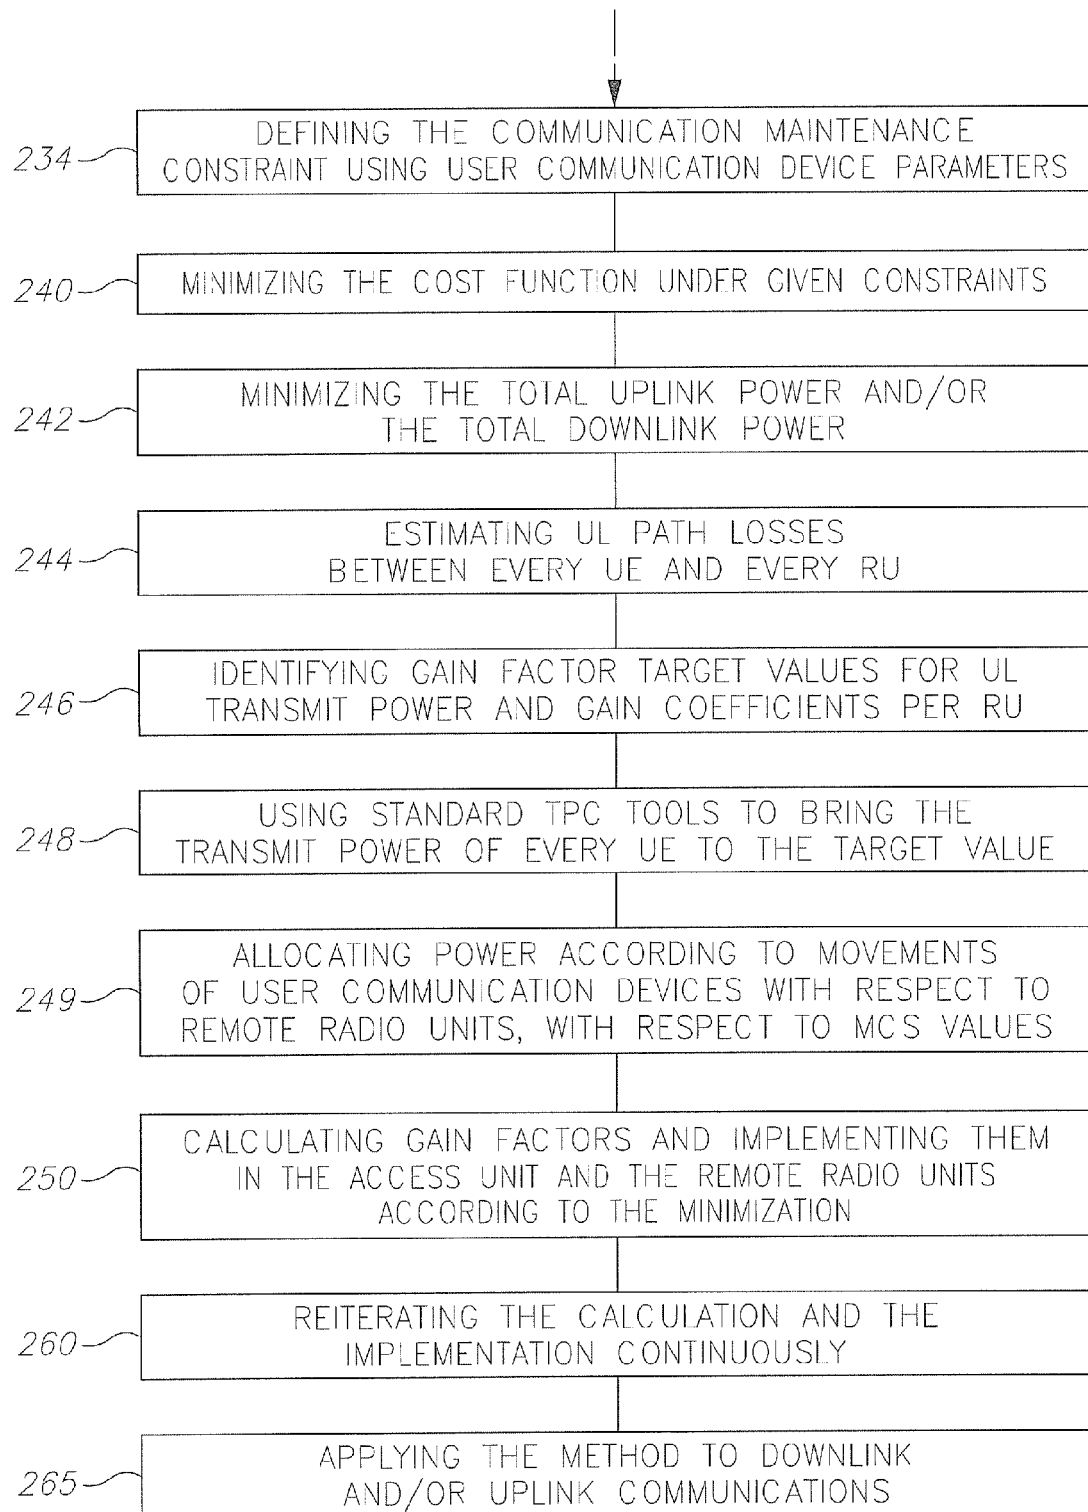 234
DEFINING THE COMMUNICATION MAINTENANCE
CONSTRAINT USING USER COMMUNICATION DEVICE PARAMETERS
240
MINIMIZING THE COST FUNCTION UNDER GIVEN CONSTRAINTS
242
MINIMIZING THE TOTAL UPLINK POWER AND/OR
THE TOTAL DOWNLINK POWER
244
ESTIMATING UL PATH LOSSES
BETWEEN EVERY UE AND EVERY RU
246
IDENTIFYING GAIN FACTOR TARGET VALUES FOR UL
TRANSMIT POWER AND GAIN COEFFICIENTS PER RU
248
USING STANDARD TPC TOOLS TO BRING THE
TRANSMIT POWER OF EVERY UE TO THE TARGET VALUE
249
ALLOCATING POWER ACCORDING TO MOVEMENTS
OF USER COMMUNICATION DEVICES WITH RESPECT TO
REMOTE RADIO UNITS, WITH RESPECT TO MCS VALUES
250
CALCULATING GAIN FACTORS AND IMPLEMENTING THEM
IN THE ACCESS UNIT AND THE REMOTE RADIO UNITS
ACCORDING TO THE MINIMIZATION
260
REITERATING THE CALCULATION AND THE
IMPLEMENTATION CONTINUOUSLY
265
APPLYING THE METHOD TO DOWNLINK
AND/OR UPLINK COMMUNICATIONS